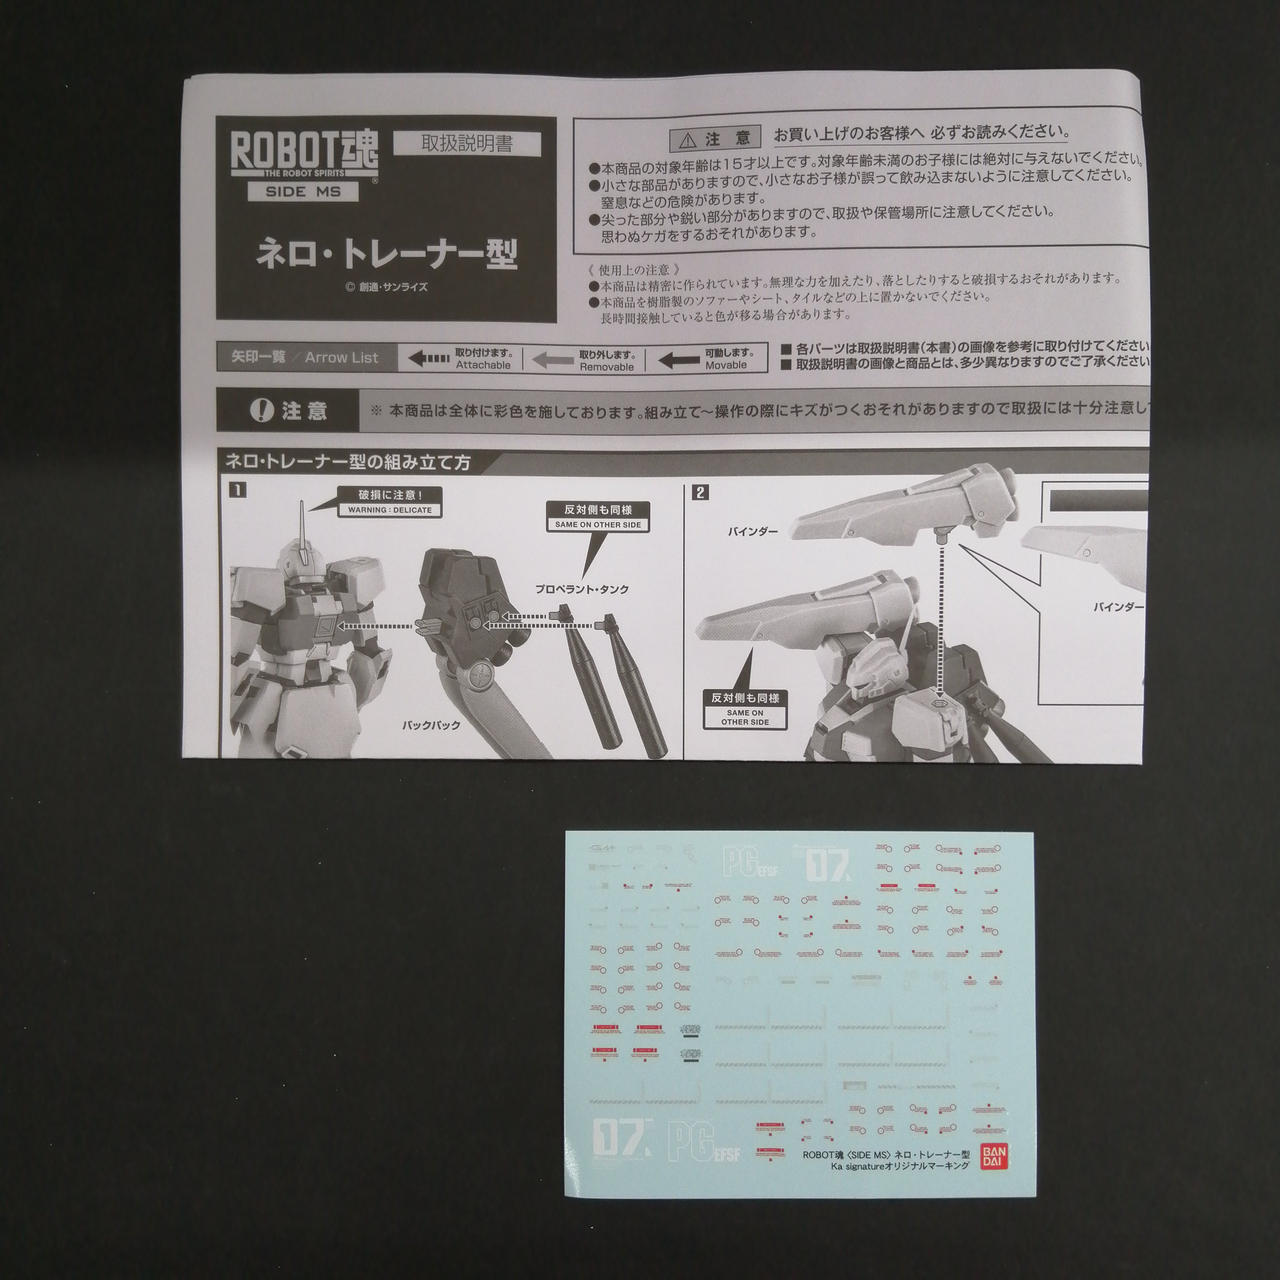 ROBOT魂
THE ROBOT SPIRITS
SIDE MS
取扱説明書
ネロ・トレーナー型
© 創通・サンライズ
注 意
お買い上げのお客様へ 必ずお読みください。
●本商品の対象年齢は15才以上です。対象年齢未満のお子様には絶対に与えないでください。
●小さな部品がありますので、小さなお子様が誤って飲み込まないように注意してください。
窒息などの危険があります。
●尖った部分や鋭い部分がありますので、取扱や保管場所に注意してください。
思わぬケガをするおそれがあります。
《 使用上の注意 》
●本商品は精密に作られています。無理な力を加えたり、落としたりすると破損するおそれがあります。
●本商品を樹脂製のソファーやシート、タイルなどの上に置かないでください。
長時間接触していると色が移る場合があります。
矢印一覧 / Arrow List
取り付けます。
Attachable
取り外します。
Removable
可動します。
Movable
■ 各パーツは取扱説明書(本書)の画像を参考に取り付けてください
■ 取扱説明書の画像と商品とは、多少異なりますのでご了承ください
注意
※ 本商品は全体に彩色を施しております。組み立て～操作の際にキズがつくおそれがありますので取扱には十分注意し
ネロ・トレーナー型の組み立て方
1
破損に注意!
WARNING : DELICATE
反対側も同様
SAME ON OTHER SIDE
プロペラント・タンク
バックパック
2
バインダー
反対側も同様
SAME ON
OTHER SIDE
バインダー
PG EFSF
07
07
PG EFSF
ROBOT魂〈SIDE MS〉ネロ・トレーナー型
Ka signatureオリジナルマーキング
BAN
DAI